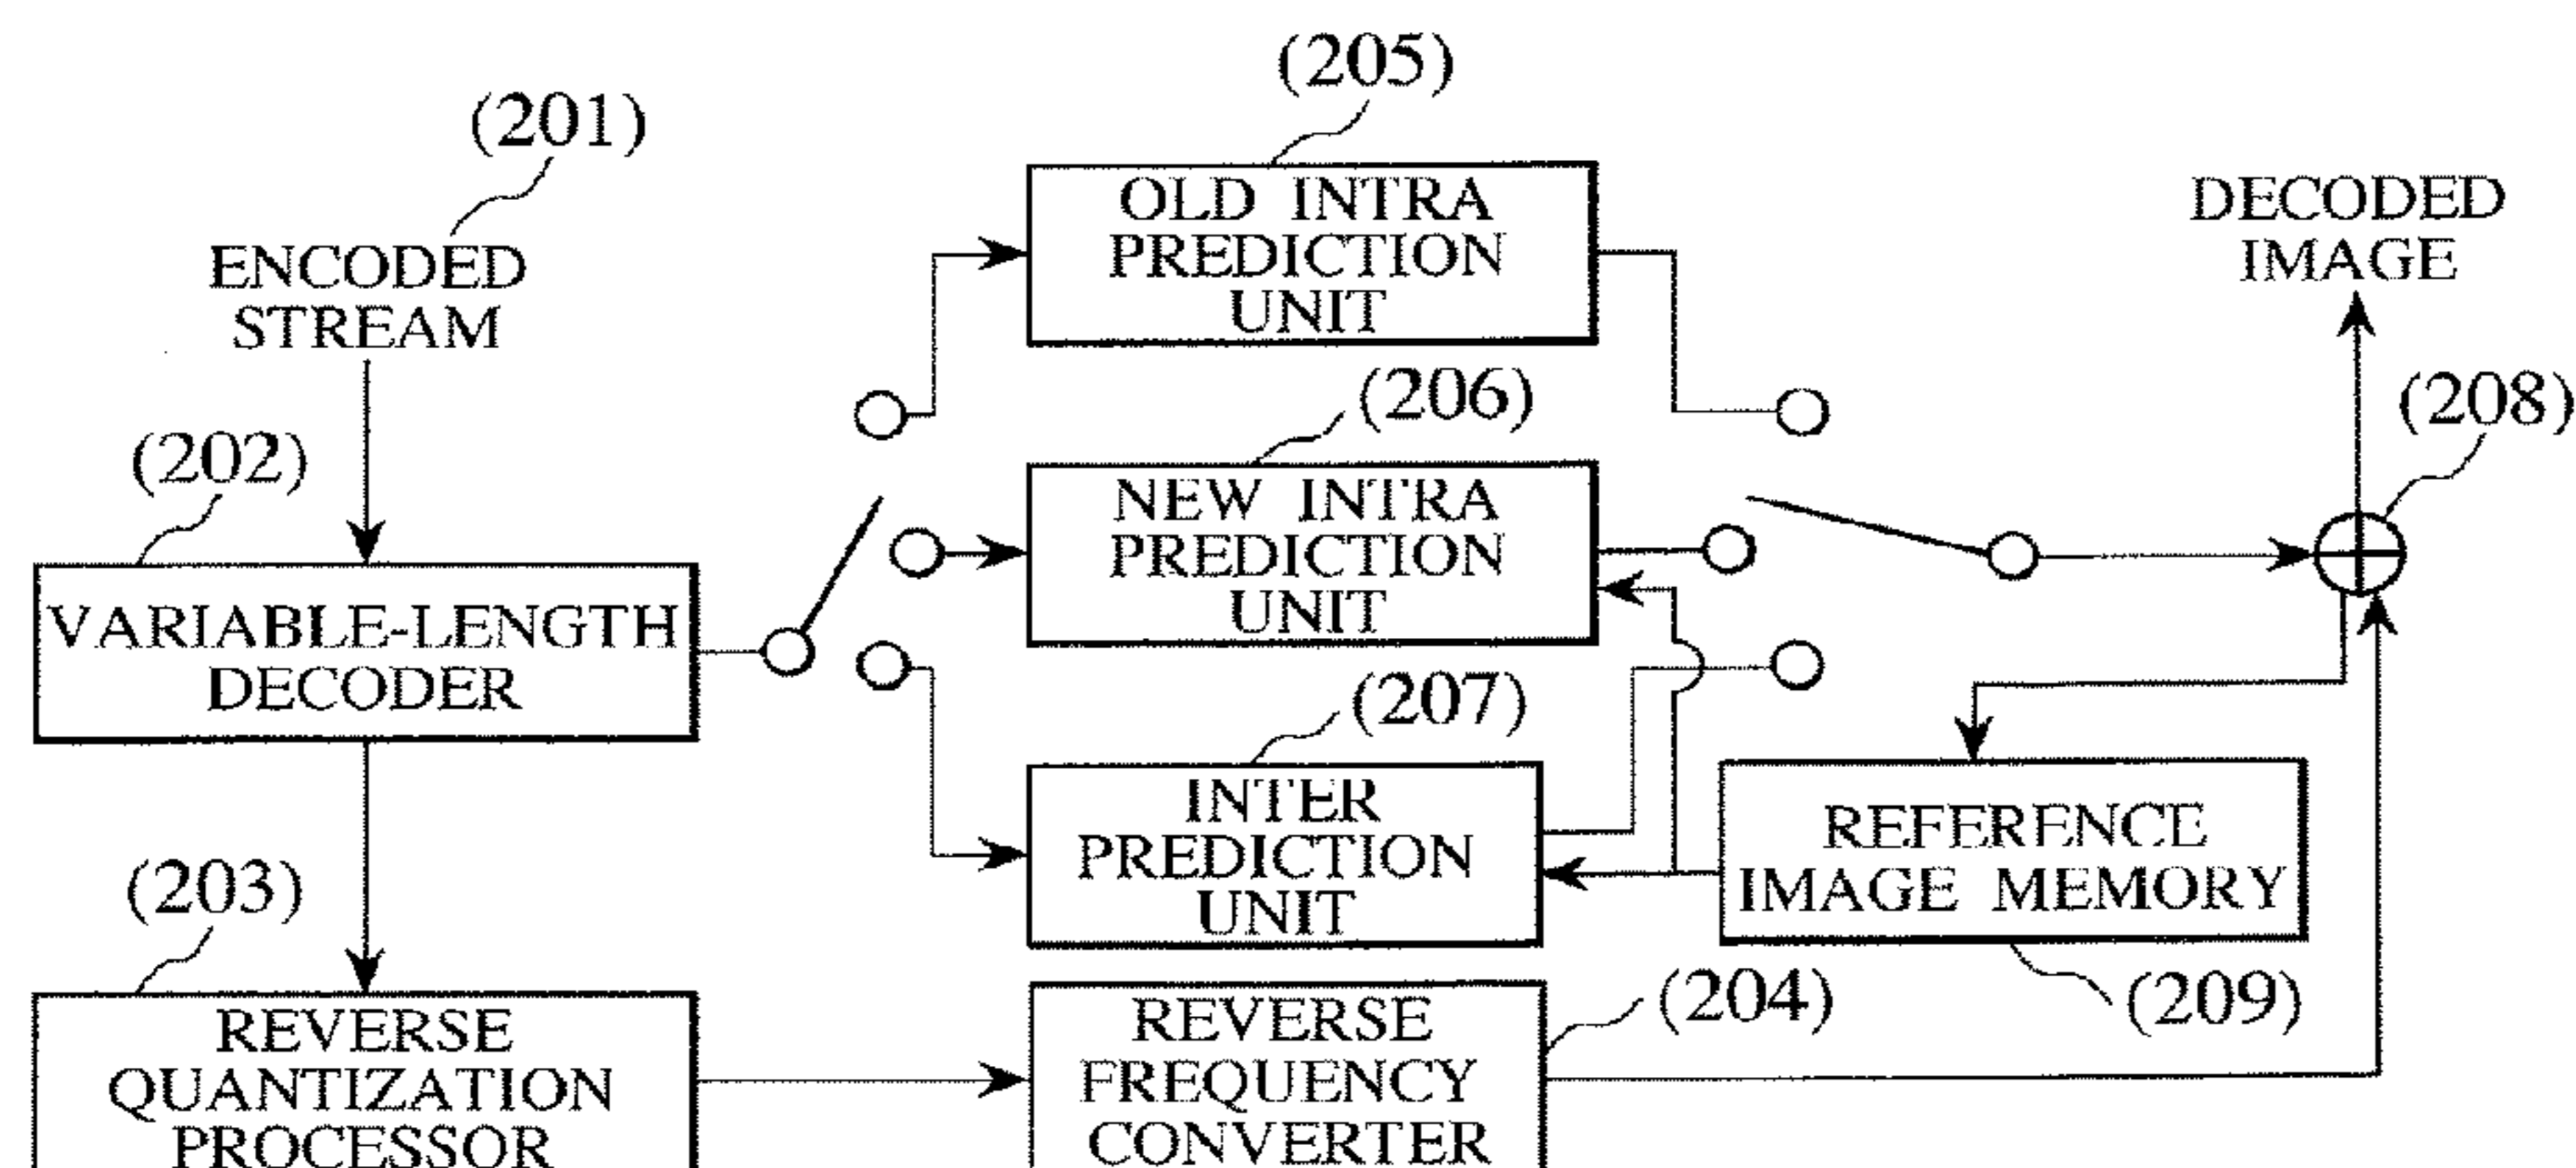 (205)
(201)
OLD INTRA
PREDICTION
UNIT
DECODED
IMAGE
ENCODED
STREAM
(206)
(208)
(202)
NEW INTRA
PREDICTION
UNIT
VARIABLE-LENGTH
DECODER
(207)
INTER
PREDICTION
UNIT
REFERENCE
IMAGE MEMORY
(203)
(204)
(209)
REVERSE
QUANTIZATION
PROCESSOR
REVERSE
FREQUENCY
CONVERTER